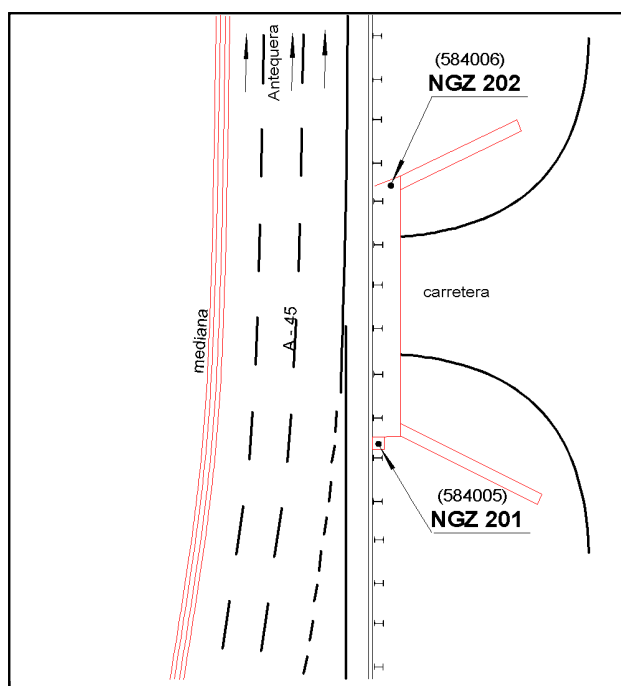 (584006)
NGZ 202
Antequera
carretera
mediana
A - 45
(584005)
NGZ 201